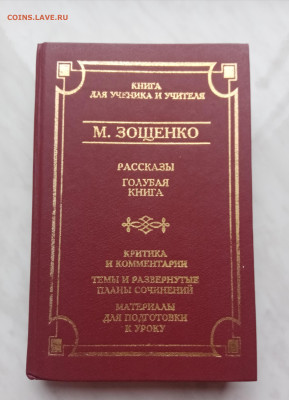 COINS.LAVE.RU
КНИГА
ДЛЯ УЧЕНИКА И УЧИТЕЛЯ
М. ЗОЩЕНКО
РАССКАЗЫ
ГОЛУБАЯ
КНИГА
КРИТИКА
И КОММЕНТАРИИ
ТЕМЫ И РАЗВЕРНУТЫЕ
ПЛАНЫ СОЧИНЕНИЙ
МАТЕРИАЛЫ
ДЛЯ ПОДГОТОВКИ
К УРОКУ